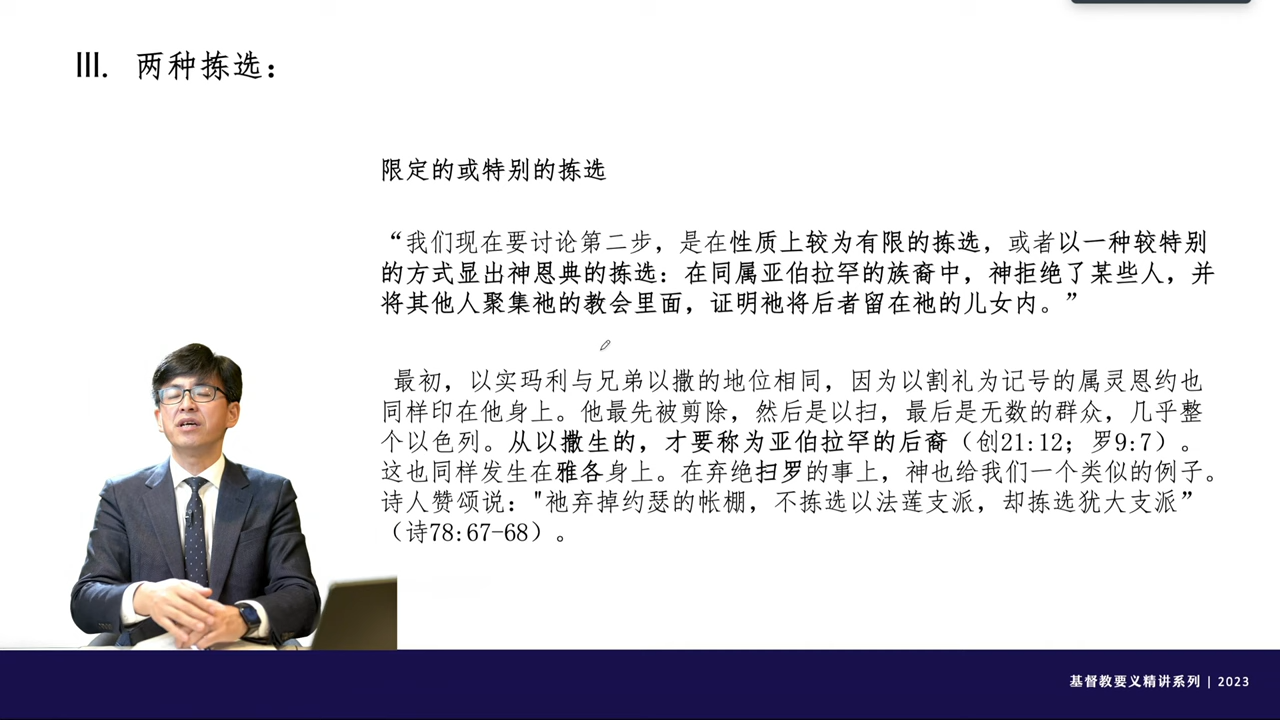 III. 两种拣选：
限定的或特别的拣选
“我们现在要讨论第二步，是在性质上较为有限的拣选，或者以一种较特别
的方式显出神恩典的拣选：在同属亚伯拉罕的族裔中，神拒绝了某些人，并
将其他人聚集祂的教会里面，证明祂将后者留在祂的儿女内。”
最初，以实玛利与兄弟以撒的地位相同，因为以割礼为记号的属灵恩约也
同样印在他身上。他最先被剪除，然后是以扫，最后是无数的群众，几乎整
个以色列。从以撒生的，才要称为亚伯拉罕的后裔（创21:12；罗9:7）。
这也同样发生在雅各身上。在弃绝扫罗的事上，神也给我们一个类似的例子。
诗人赞颂说："祂弃掉约瑟的帐棚，不拣选以法莲支派，却拣选犹大支派”
（诗78:67-68）。
基督教要义精讲系列 | 2023